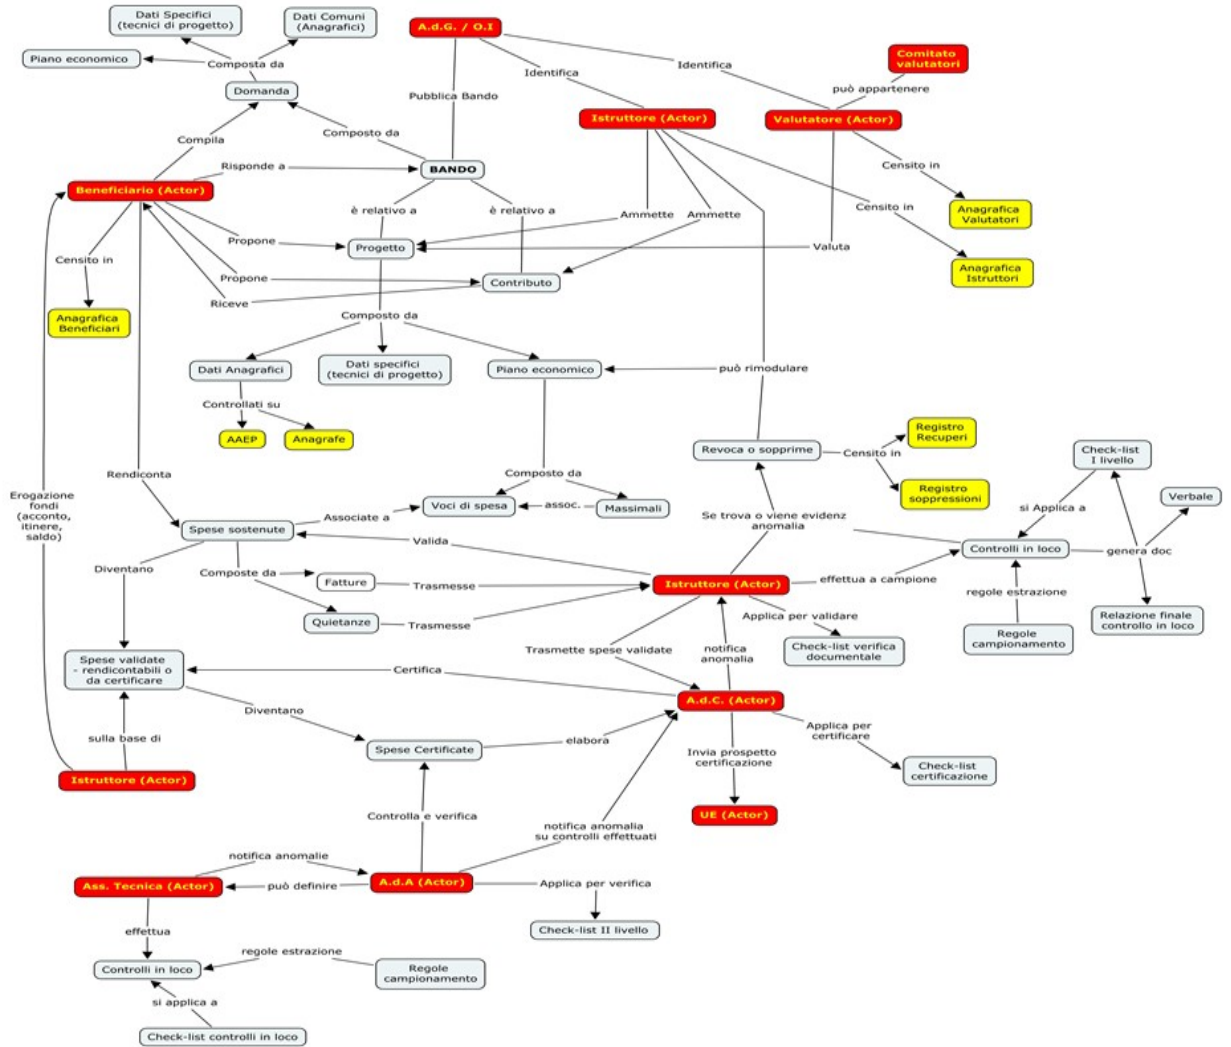 Dati Specifici
(tecnici di progetto)
Dati Comuni
(Anagrafici)
A.d.G. / O.I
Piano economico
Composta da
Identifica
Identifica
Comitato
valutatori
Domanda
Pubblica Bando
può appartenere
Istruttore (Actor)
Valutatore (Actor)
Compila
Composto da
Risponde a
BANDO
Censito in
Beneficiario (Actor)
Anagrafica
Valutatori
è relativo a
è relativo a
Ammette
Ammette
Censito in
Propone
Progetto
Valuta
Censito in
Propone
Contributo
Anagrafica
Istruttori
Riceve
Anagrafica
Beneficiari
Composto da
Dati Anagrafici
Dati specifici
(tecnici di progetto)
Piano economico
può rimodulare
Controllati su
AAEP
Anagrafe
Registro
Recuperi
Revoca o sopprime
Censito in
Check-list
I livello
Rendiconta
Composto da
Registro
soppressioni
Verbale
Erogazione
fondi
(acconto,
itinere,
saldo)
Voci di spesa
assoc.
Massimali
si Applica a
Associate a
Se trova o viene evidenz
anomalia
Spese sostenute
Valida
Controlli in loco
genera doc
Diventano
Composte da
Fatture
Trasmesse
Istruttore (Actor)
effettua a campione
regole estrazione
Quietanze
Trasmesse
Applica per validare
Relazione finale
controllo in loco
Regole
campionamento
Spese validate
- rendicontabili o
da certificare
Trasmette spese validate
notifica
anomalia
Check-list verifica
documentale
Certifica
A.d.C. (Actor)
Diventano
Applica per
certificare
sulla base di
Spese Certificate
elabora
Invia prospetto
certificazione
Istruttore (Actor)
Check-list
certificazione
Controlla e verifica
UE (Actor)
notifica anomalia
su controlli effettuati
notifica anomalie
Ass. Tecnica (Actor)
può definire
A.d.A (Actor)
Applica per verifica
effettua
Check-list II livello
regole estrazione
Controlli in loco
Regole
campionamento
si applica a
Check-list controlli in loco